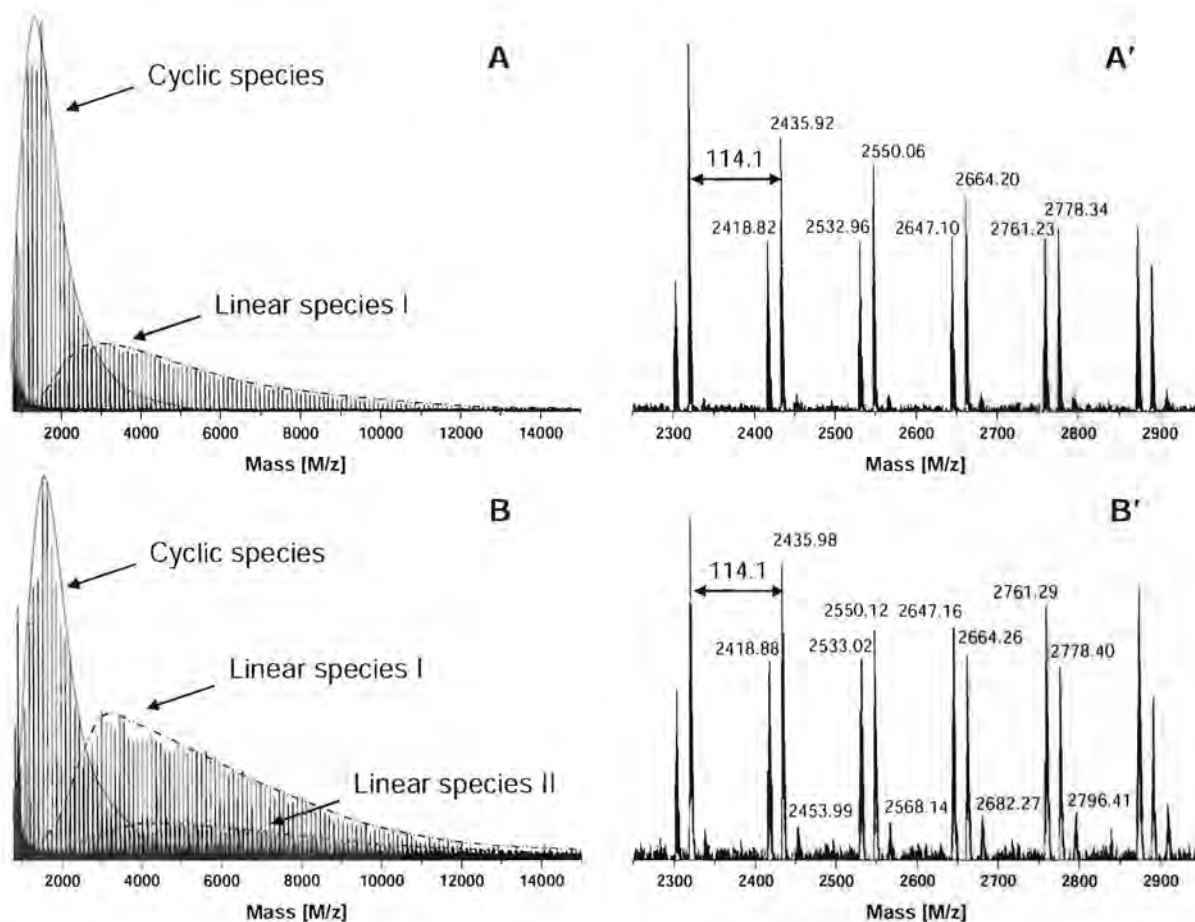 A
Cyclic species
Linear species I
2000 4000 6000 8000 10000 12000 14000
Mass [M/z]
A′
2435.92
114.1
2550.06
2664.20
2778.34
2418.82
2532.96
2647.10
2761.23
2300 2400 2500 2600 2700 2800 2900
Mass [M/z]
B
Cyclic species
Linear species I
Linear species II
2000 4000 6000 8000 10000 12000 14000
Mass [M/z]
B′
2435.98
114.1
2761.29
2550.12 2647.16
2418.88 2533.02
2664.26
2778.40
2453.99
2568.14
2682.27
2796.41
2300 2400 2500 2600 2700 2800 2900
Mass [M/z]